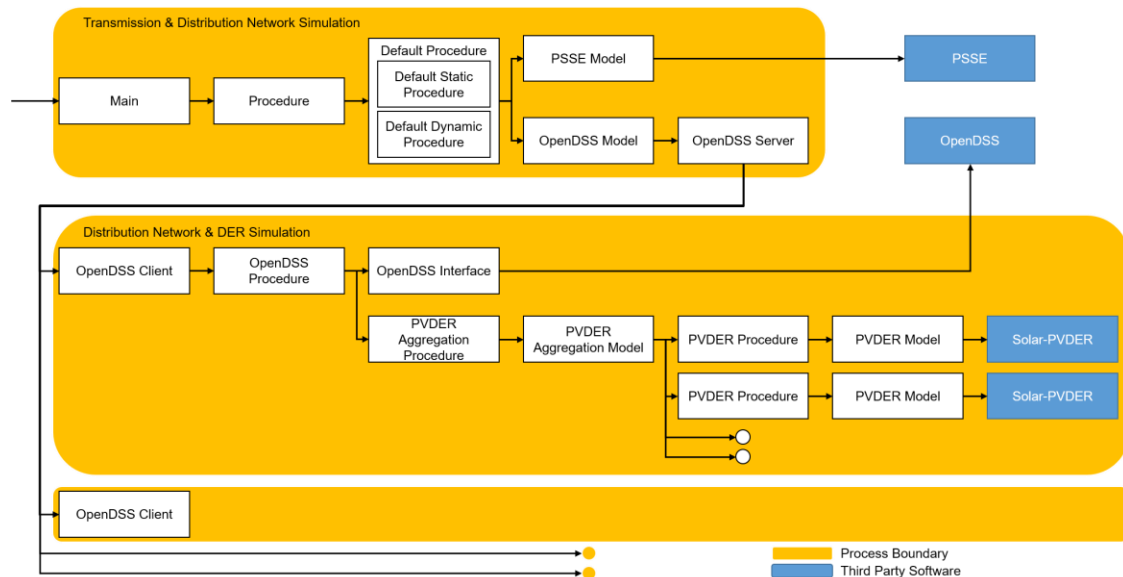 Transmission & Distribution Network Simulation
Main
Procedure
Default Procedure
Default Static
Procedure
Default Dynamic
Procedure
PSSE Model
OpenDSS Model
OpenDSS Server
PSSE
OpenDSS
Distribution Network & DER Simulation
OpenDSS Client
OpenDSS
Procedure
OpenDSS Interface
PVDER
Aggregation
Procedure
PVDER
Aggregation Model
PVDER Procedure
PVDER Model
Solar-PVDER
PVDER Procedure
PVDER Model
Solar-PVDER
OpenDSS Client
Process Boundary
Third Party Software